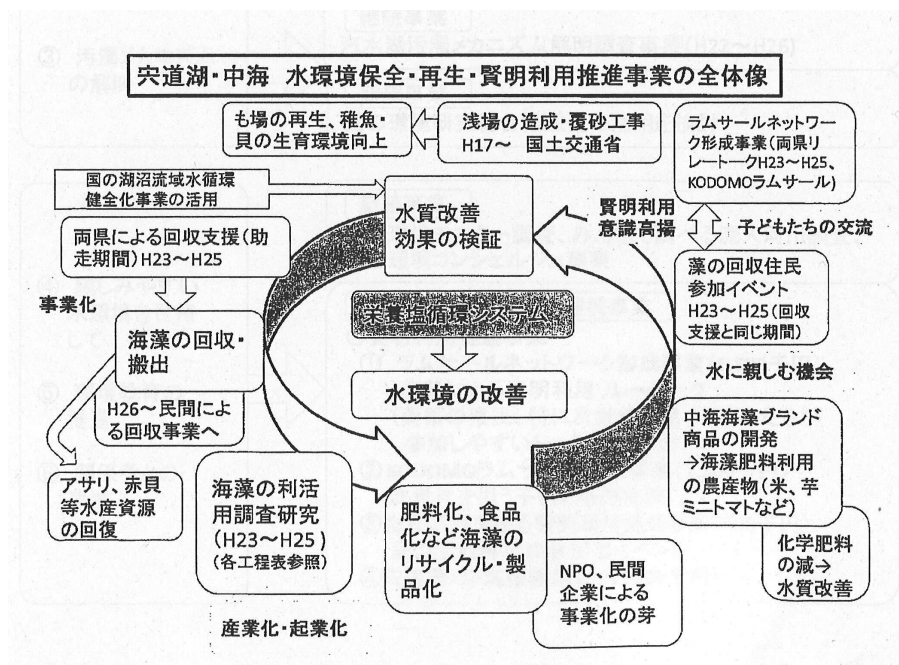 宍道湖・中海　水環境保全・再生・賢明利用推進事業の全体像
も場の再生、稚魚・
貝の生育環境向上
浅場の造成・覆砂工事
H17～　国土交通省
ラムサールネットワー
ク形成事業(両県リ
レートークH23～H25、
KODOMOラムサール)
国の湖沼流域水循環
健全化事業の活用
水質改善
効果の検証
賢明利用
意識高揚
子どもたちの交流
両県による回収支援(助
走期間)H23～H25
藻の回収住民
参加イベント
H23～H25(回収
支援と同じ期間)
事業化
栄養塩循環システム
海藻の回収・
搬出
水環境の改善
水に親しむ機会
H26～民間によ
る回収事業へ
中海海藻ブランド
商品の開発
→海藻肥料利用
の農産物(米、芋
ミニトマトなど)
アサリ、赤貝
等水産資源
の回復
海藻の利活
用調査研究
(H23～H25)
(各工程表参照)
肥料化、食品
化など海藻の
リサイクル・製
品化
化学肥料
の減→
水質改善
NPO、民間
企業による
事業化の芽
産業化・起業化